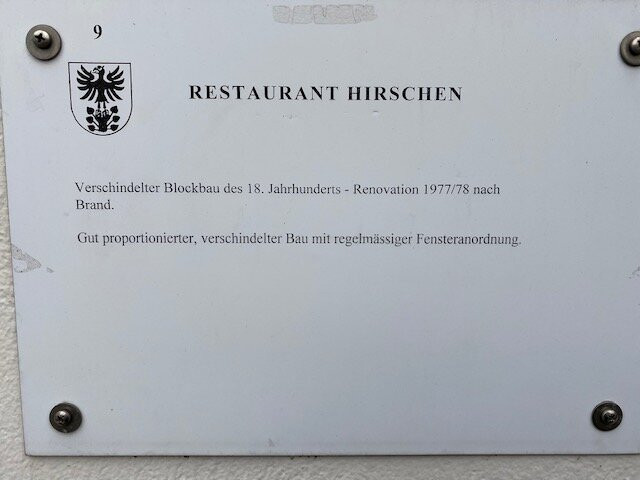 9
RESTAURANT HIRSCHEN
Verschindelter Blockbau des 18. Jahrhunderts - Renovation 1977/78 nach
Brand.
Gut proportionierter, verschindelter Bau mit regelmässiger Fensteranordnung.